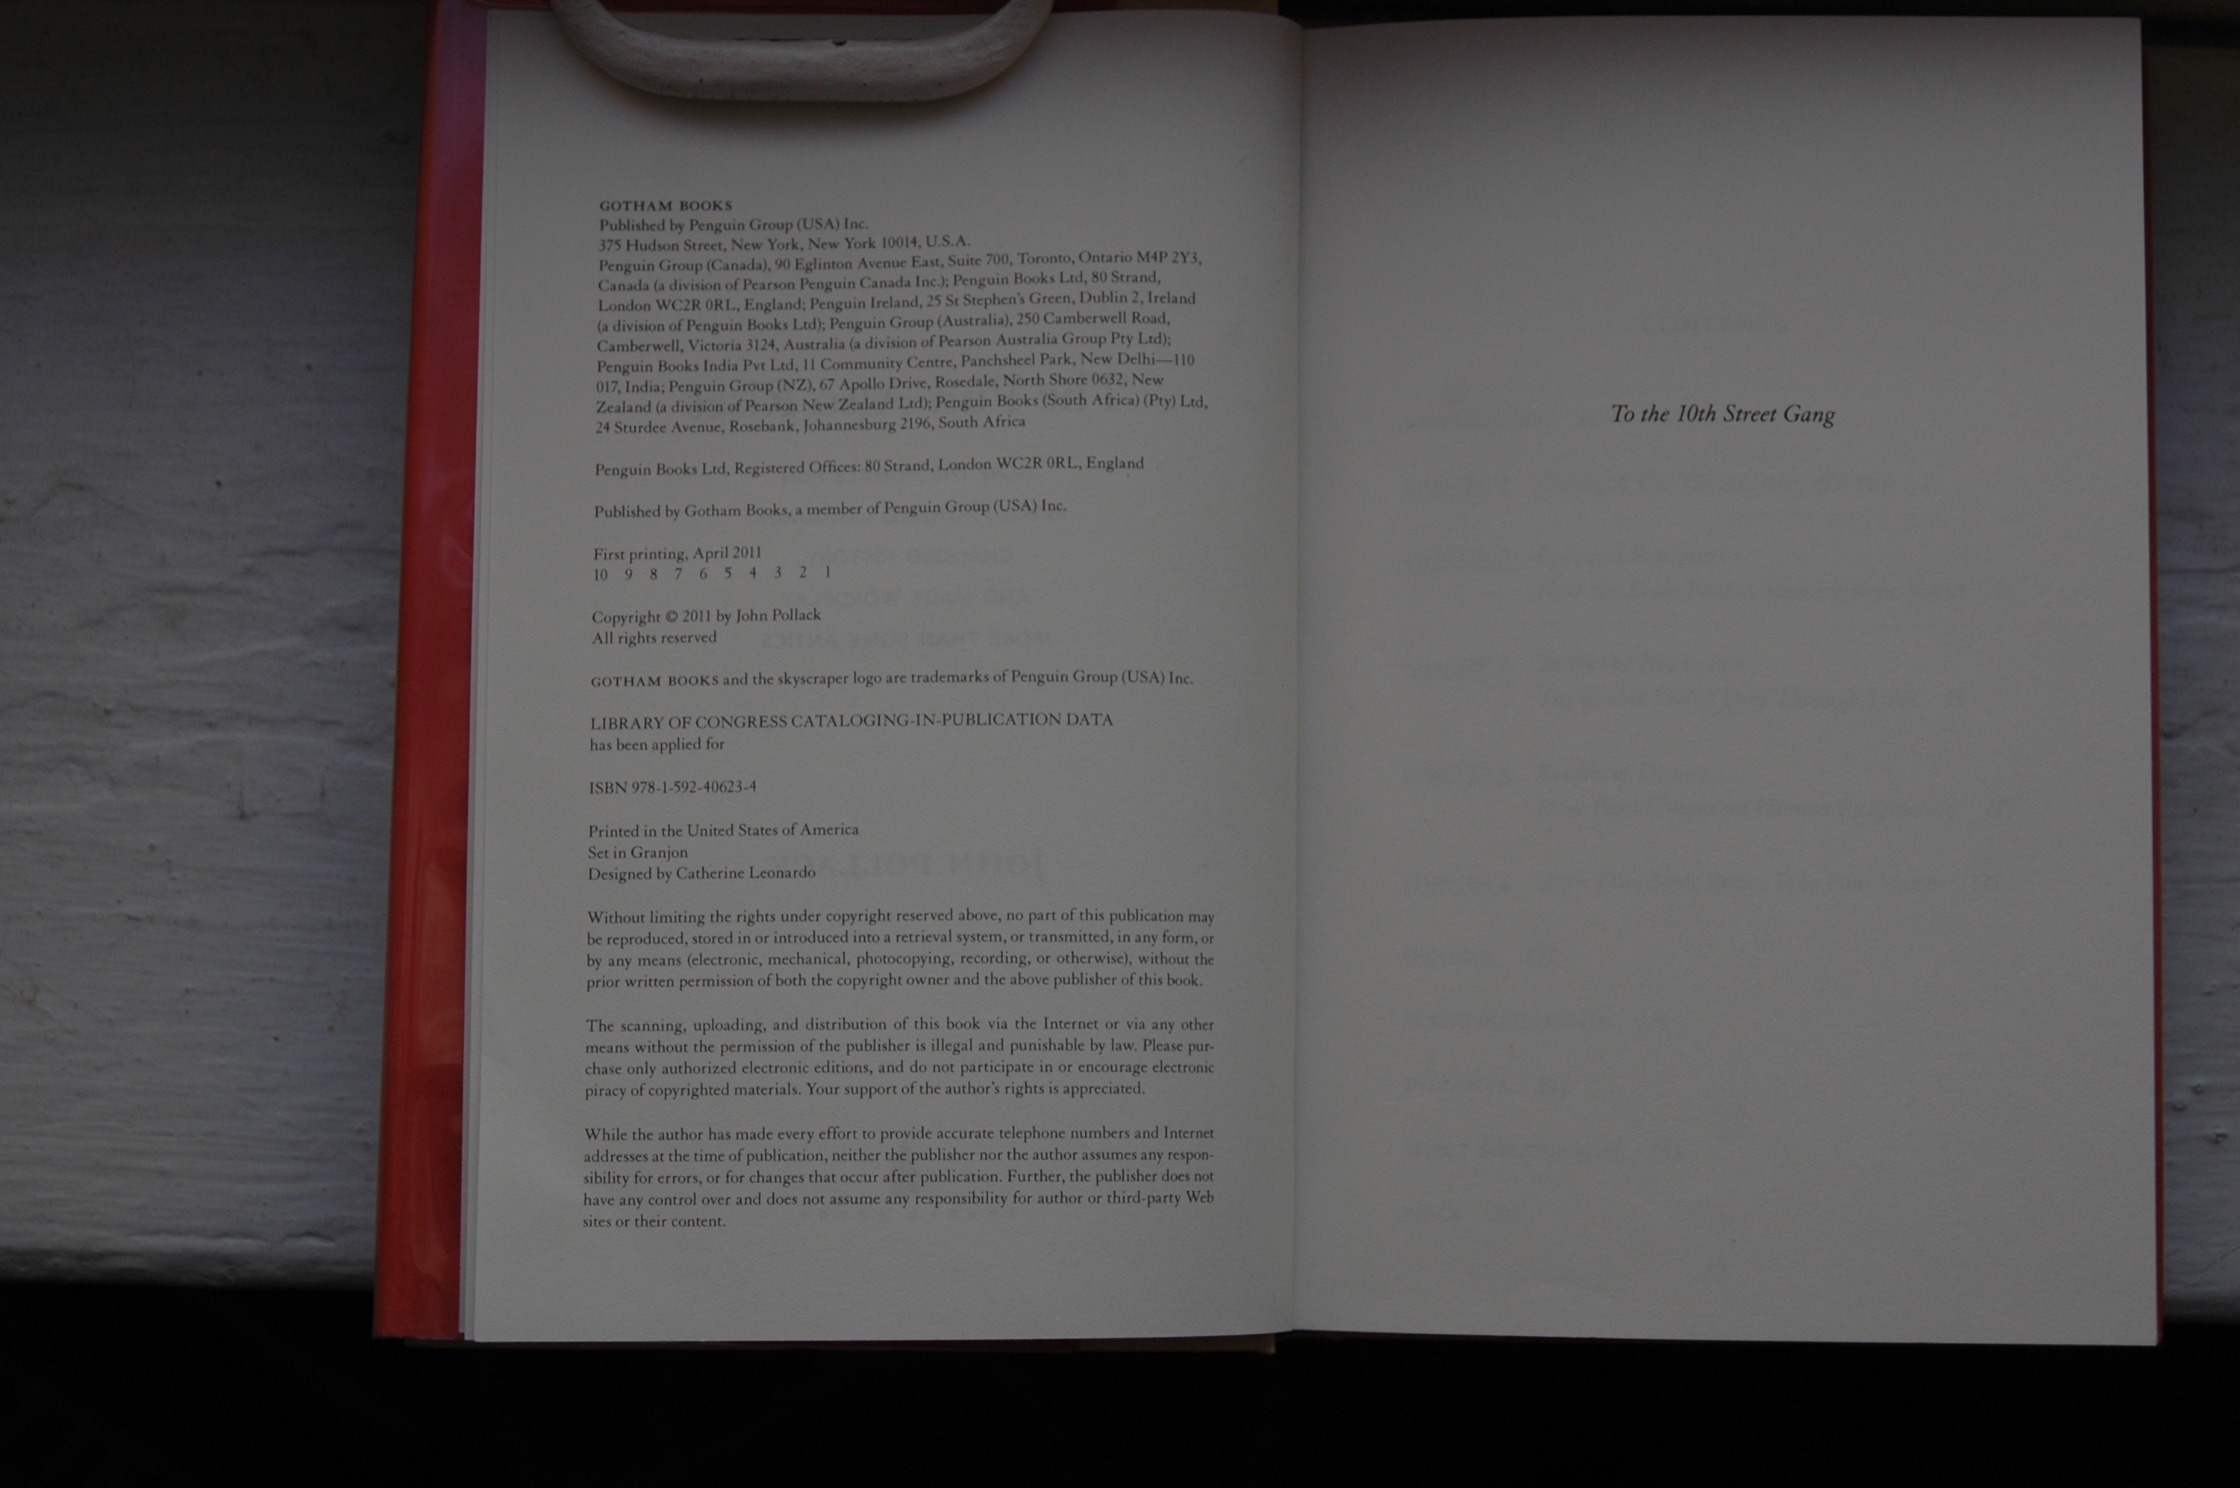 GOTHAM BOOKS
Published by Penguin Group (USA) Inc.
375 Hudson Street, New York, New York 10014, U.S.A.
Penguin Group (Canada), 90 Eglinton Avenue East, Suite 700, Toronto, Ontario M4P 2Y3,
Canada (a division of Pearson Penguin Canada Inc.); Penguin Books Ltd, 80 Strand,
London WC2R 0RL, England; Penguin Ireland, 25 St Stephen's Green, Dublin 2, Ireland
(a division of Penguin Books Ltd); Penguin Group (Australia), 250 Camberwell Road,
Camberwell, Victoria 3124, Australia (a division of Pearson Australia Group Pty Ltd);
Penguin Books India Pvt Ltd, 11 Community Centre, Panchsheel Park, New Delhi—110
017, India; Penguin Group (NZ), 67 Apollo Drive, Rosedale, North Shore 0632, New
Zealand (a division of Pearson New Zealand Ltd); Penguin Books (South Africa) (Pty) Ltd,
24 Sturdee Avenue, Rosebank, Johannesburg 2196, South Africa
Penguin Books Ltd, Registered Offices: 80 Strand, London WC2R 0RL, England
Published by Gotham Books, a member of Penguin Group (USA) Inc.
First printing, April 2011
10 9 8 7 6 5 4 3 2 1
Copyright © 2011 by John Pollack
All rights reserved
GOTHAM BOOKS and the skyscraper logo are trademarks of Penguin Group (USA) Inc.
LIBRARY OF CONGRESS CATALOGING-IN-PUBLICATION DATA
has been applied for
ISBN 978-1-592-40623-4
Printed in the United States of America
Set in Granjon
Designed by Catherine Leonardo
Without limiting the rights under copyright reserved above, no part of this publication may
be reproduced, stored in or introduced into a retrieval system, or transmitted, in any form, or
by any means (electronic, mechanical, photocopying, recording, or otherwise), without the
prior written permission of both the copyright owner and the above publisher of this book.
The scanning, uploading, and distribution of this book via the Internet or via any other
means without the permission of the publisher is illegal and punishable by law. Please pur-
chase only authorized electronic editions, and do not participate in or encourage electronic
piracy of copyrighted materials. Your support of the author's rights is appreciated.
While the author has made every effort to provide accurate telephone numbers and Internet
addresses at the time of publication, neither the publisher nor the author assumes any respon-
sibility for errors, or for changes that occur after publication. Further, the publisher does not
have any control over and does not assume any responsibility for author or third-party Web
sites or their content.
To the 10th Street Gang